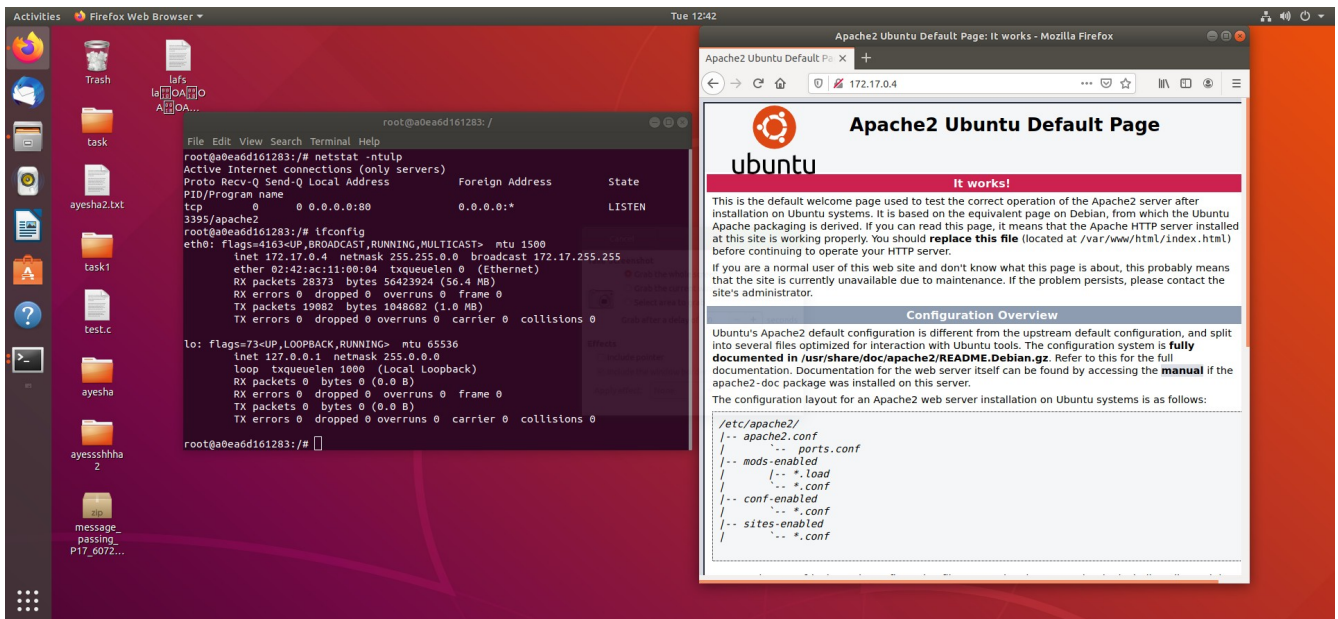 Activities Firefox Web Browser Tue 12:42
Trash
lafs_
task
ayesha2.txt
task1
test.c
ayesha
ayessshhha
2
zip
message_
passing_
P17_6072...
root@a0ea6d161283: /
File Edit View Search Terminal Help
root@a0ea6d161283:/# netstat -ntulp
Active Internet connections (only servers)
Proto Recv-Q Send-Q Local Address Foreign Address State
PID/Program name
tcp 0 0 0.0.0.0:80 0.0.0.0:* LISTEN
3395/apache2
root@a0ea6d161283:/# ifconfig
eth0: flags=4163<UP,BROADCAST,RUNNING,MULTICAST> mtu 1500
inet 172.17.0.4 netmask 255.255.0.0 broadcast 172.17.255.255
ether 02:42:ac:11:00:04 txqueuelen 0 (Ethernet)
RX packets 28373 bytes 56423924 (56.4 MB)
RX errors 0 dropped 0 overruns 0 frame 0
TX packets 19082 bytes 1048682 (1.0 MB)
TX errors 0 dropped 0 overruns 0 carrier 0 collisions 0
lo: flags=73<UP,LOOPBACK,RUNNING> mtu 65536
inet 127.0.0.1 netmask 255.0.0.0
loop txqueuelen 1000 (Local Loopback)
RX packets 0 bytes 0 (0.0 B)
RX errors 0 dropped 0 overruns 0 frame 0
TX packets 0 bytes 0 (0.0 B)
TX errors 0 dropped 0 overruns 0 carrier 0 collisions 0
root@a0ea6d161283:/#
Apache2 Ubuntu Default Page: It works - Mozilla Firefox
Apache2 Ubuntu Default Pa
172.17.0.4
ubuntu
Apache2 Ubuntu Default Page
It works!
This is the default welcome page used to test the correct operation of the Apache2 server after
installation on Ubuntu systems. It is based on the equivalent page on Debian, from which the Ubuntu
Apache packaging is derived. If you can read this page, it means that the Apache HTTP server installed
at this site is working properly. You should replace this file (located at /var/www/html/index.html)
before continuing to operate your HTTP server.
If you are a normal user of this web site and don't know what this page is about, this probably means
that the site is currently unavailable due to maintenance. If the problem persists, please contact the
site's administrator.
Configuration Overview
Ubuntu's Apache2 default configuration is different from the upstream default configuration, and split
into several files optimized for interaction with Ubuntu tools. The configuration system is fully
documented in /usr/share/doc/apache2/README.Debian.gz. Refer to this for the full
documentation. Documentation for the web server itself can be found by accessing the manual if the
apache2-doc package was installed on this server.
The configuration layout for an Apache2 web server installation on Ubuntu systems is as follows:
/etc/apache2/
|-- apache2.conf
| `-- ports.conf
|-- mods-enabled
| |-- *.load
| `-- *.conf
|-- conf-enabled
| `-- *.conf
|-- sites-enabled
| `-- *.conf